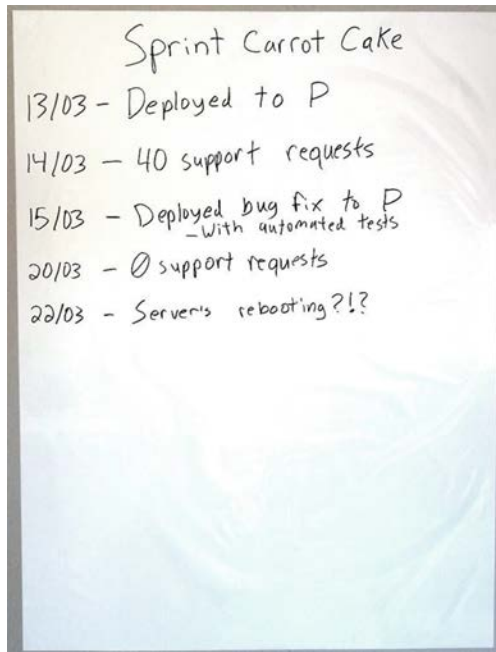 Sprint Carrot Cake
13/03 - Deployed to P
14/03 - 40 support requests
15/03 - Deployed bug fix to P
- With automated tests
20/03 - 0 support requests
22/03 - Server's rebooting?!?